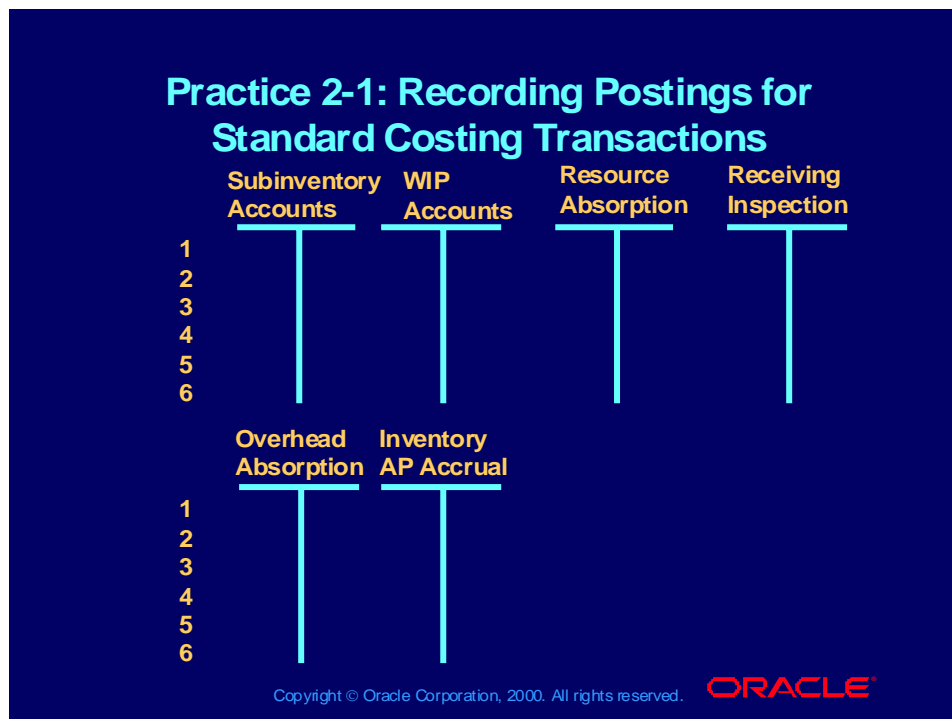 Practice 2-1: Recording Postings for
Standard Costing Transactions
Subinventory
Accounts
WIP
Accounts
Resource
Absorption
Receiving
Inspection
1
2
3
4
5
6
Overhead
Absorption
Inventory
AP Accrual
1
2
3
4
5
6
Copyright © Oracle Corporation, 2000. All rights reserved.
ORACLE®